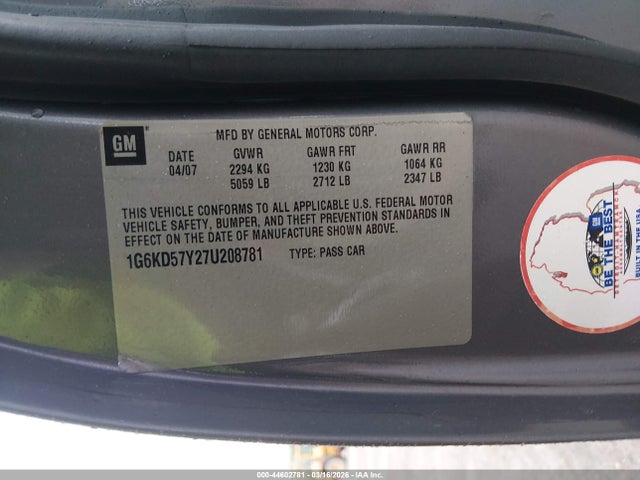 GM
MFD BY GENERAL MOTORS CORP.
DATE GVWR GAWR FRT GAWR RR
04/07 2294 KG 1230 KG 1064 KG
5059 LB 2712 LB 2347 LB
THIS VEHICLE CONFORMS TO ALL APPLICABLE U.S. FEDERAL MOTOR
VEHICLE SAFETY, BUMPER, AND THEFT PREVENTION STANDARDS IN
EFFECT ON THE DATE OF MANUFACTURE SHOWN ABOVE.
1G6KD57Y27U208781 TYPE: PASS CAR
GM
BE THE BEST
BUILT IN THE
000-44602781 - 03/16/2026 - IAA Inc.